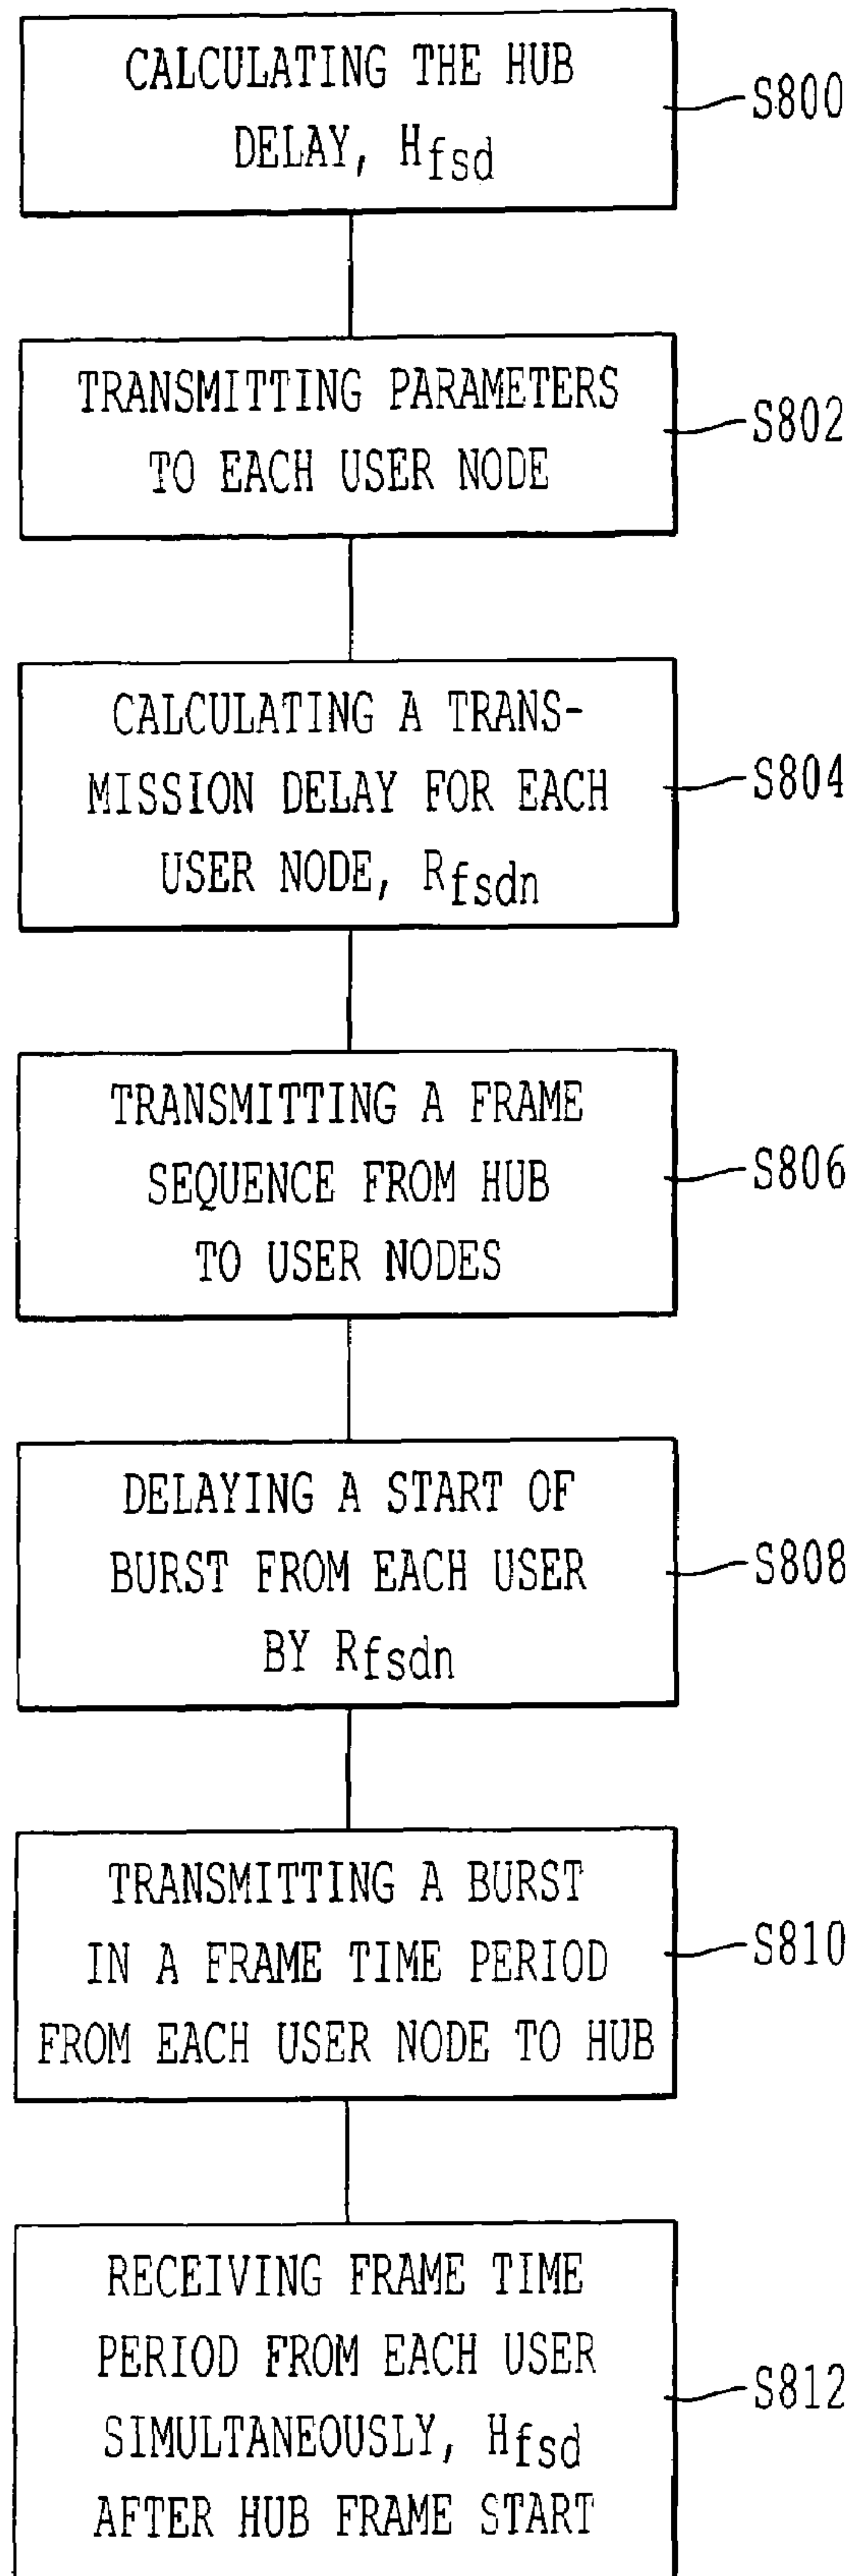 CALCULATING THE HUB
DELAY, Hfsd
S800
TRANSMITTING PARAMETERS
TO EACH USER NODE
S802
CALCULATING A TRANS-
MISSION DELAY FOR EACH
USER NODE, Rfsdn
S804
TRANSMITTING A FRAME
SEQUENCE FROM HUB
TO USER NODES
S806
DELAYING A START OF
BURST FROM EACH USER
BY Rfsdn
S808
TRANSMITTING A BURST
IN A FRAME TIME PERIOD
FROM EACH USER NODE TO HUB
S810
RECEIVING FRAME TIME
PERIOD FROM EACH USER
SIMULTANEOUSLY, Hfsd
AFTER HUB FRAME START
S812